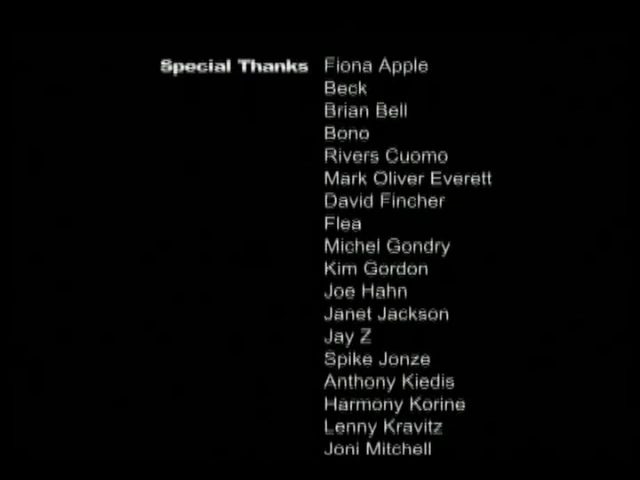 Special Thanks Fiona Apple
Beck
Brian Bell
Bono
Rivers Cuomo
Mark Oliver Everett
David Fincher
Flea
Michel Gondry
Kim Gordon
Joe Hahn
Janet Jackson
Jay Z
Spike Jonze
Anthony Kiedis
Harmony Korine
Lenny Kravitz
Joni Mitchell